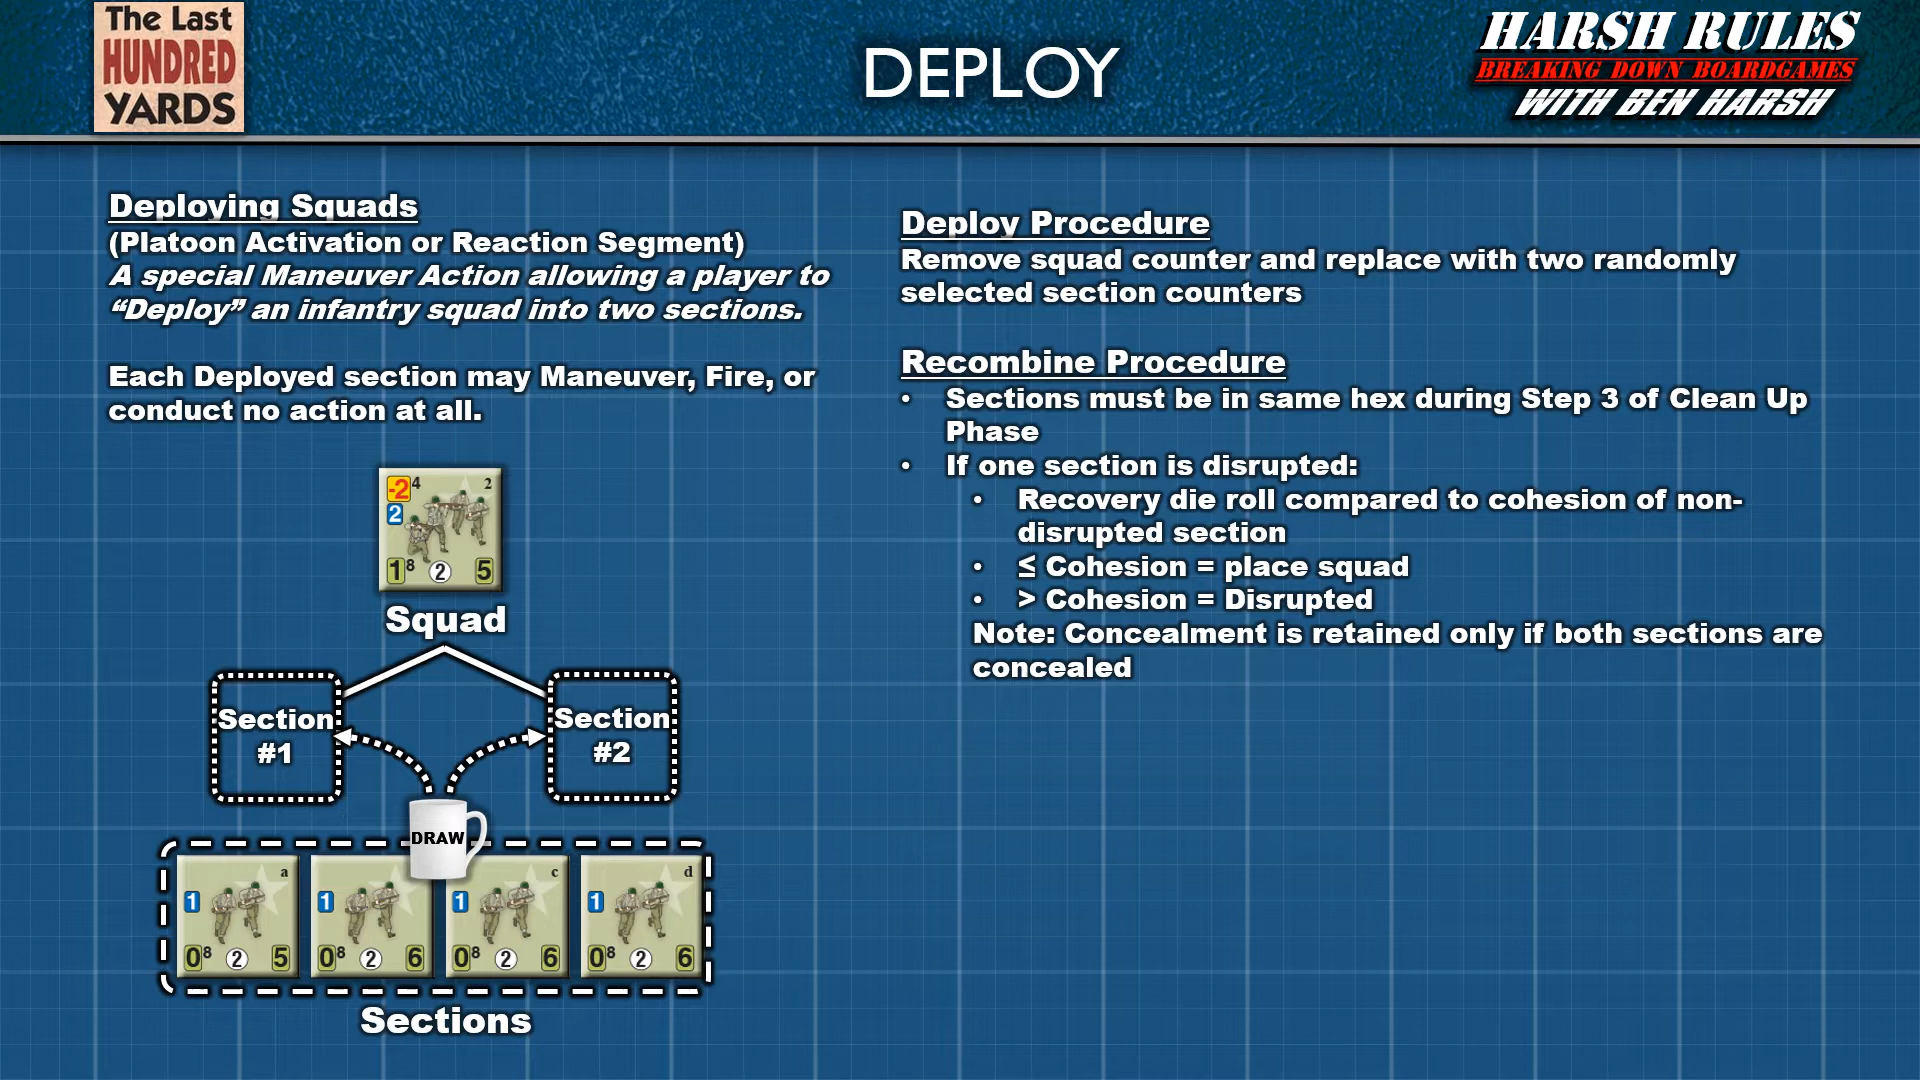 The Last
HUNDRED
YARDS
DEPLOY
HARSH RULES
BREAKING DOWN BOARDGAMES
WITH BEN HARSH
Deploying Squads
(Platoon Activation or Reaction Segment)
A special Maneuver Action allowing a player to
“Deploy” an infantry squad into two sections.
Each Deployed section may Maneuver, Fire, or
conduct no action at all.
-2 4 2
2
1 8 2 5
Squad
Section
#1
Section
#2
DRAW
a
1
0 8 2 5
1
0 8 2 6
c
1
0 8 2 6
d
1
0 8 2 6
Sections
Deploy Procedure
Remove squad counter and replace with two randomly
selected section counters
Recombine Procedure
• Sections must be in same hex during Step 3 of Clean Up
Phase
• If one section is disrupted:
• Recovery die roll compared to cohesion of non-
disrupted section
• ≤ Cohesion = place squad
• > Cohesion = Disrupted
Note: Concealment is retained only if both sections are
concealed